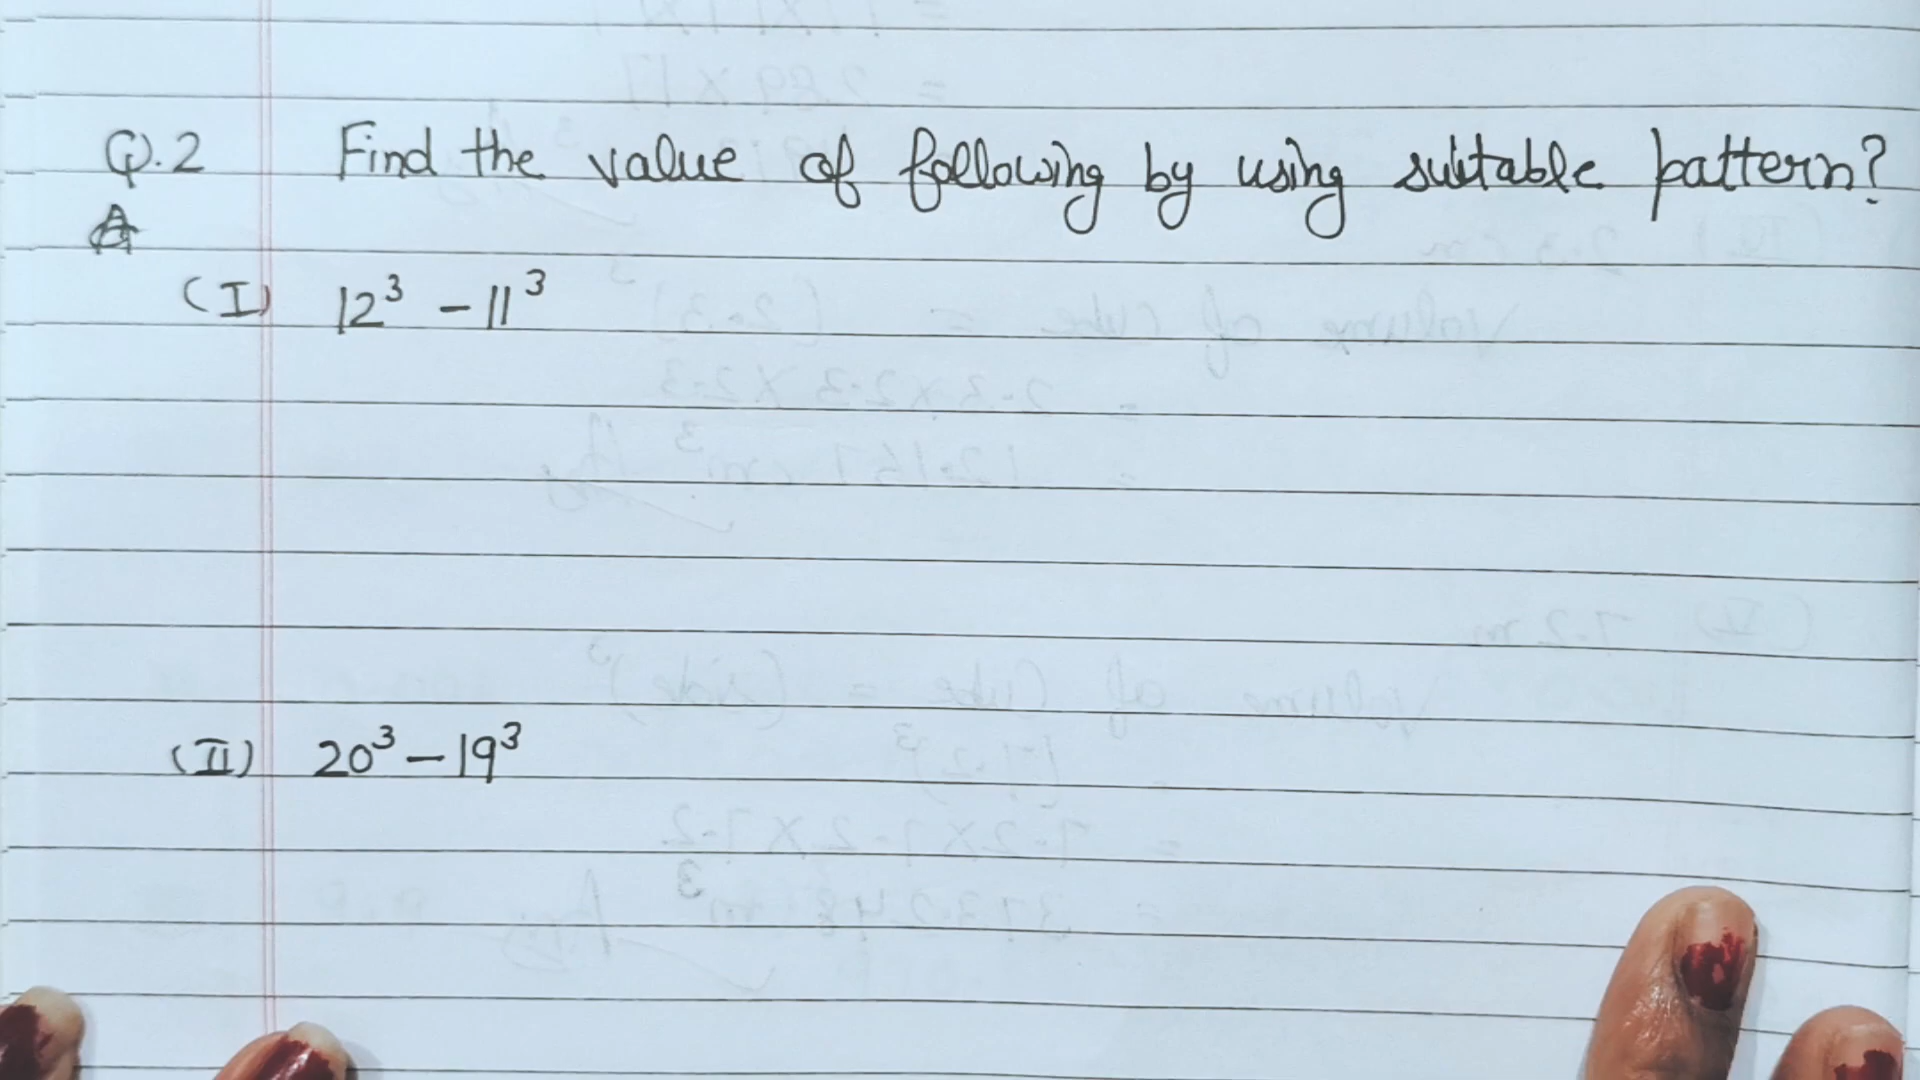 Q.2 Find the value of following by using suitable pattern?
(I) 12³ - 11³
(II) 20³ - 19³